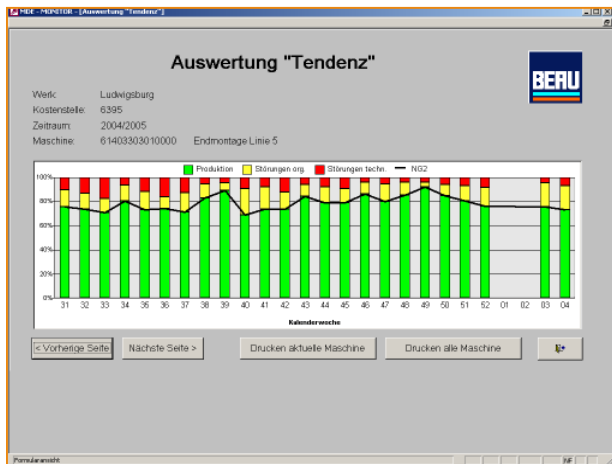 MDE - MONITOR - [Auswertung "Tendenz"]
Auswertung "Tendenz"
BERU
Werk: Ludwigsburg
Kostenstelle: 6395
Zeitraum: 2004/2005
Maschine: 61403303010000 Endmontage Linie 5
Produktion Störungen org. Störungen techn. NG2
100%
80%
60%
40%
20%
0%
31 32 33 34 35 36 37 38 39 40 41 42 43 44 45 46 47 48 49 50 51 52 01 02 03 04
Kalenderwoche
< Vorherige Seite Nächste Seite > Drucken aktuelle Maschine Drucken alle Maschine
Formularansicht NF